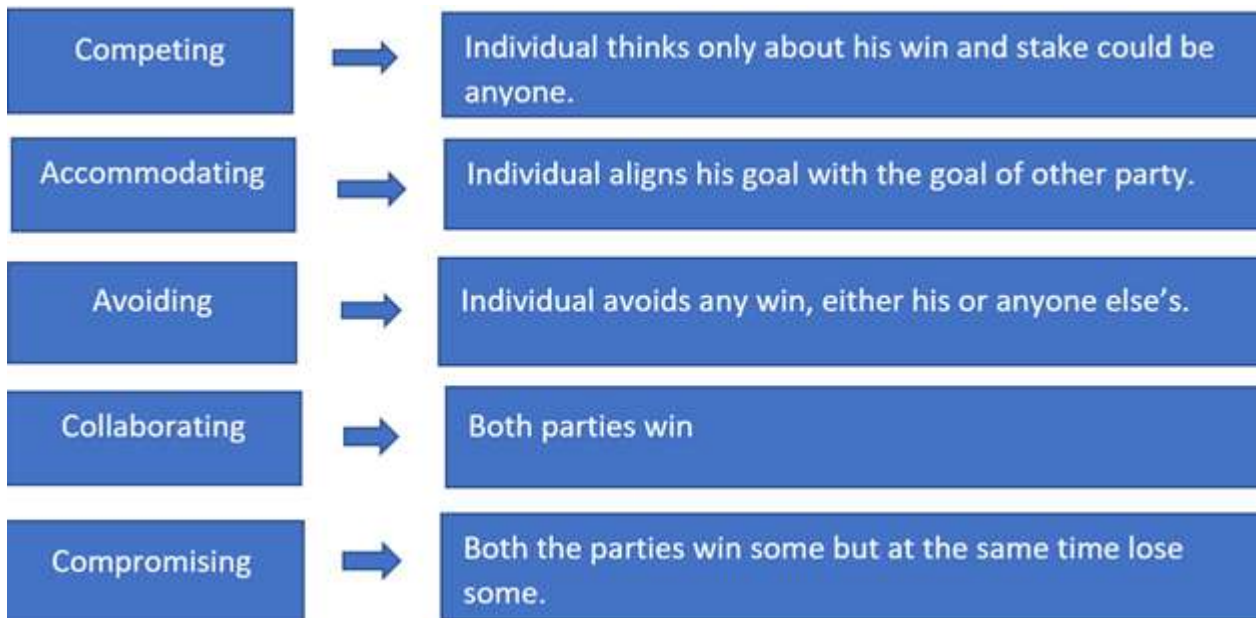 Competing
Individual thinks only about his win and stake could be
anyone.
Accommodating
Individual aligns his goal with the goal of other party.
Avoiding
Individual avoids any win, either his or anyone else’s.
Collaborating
Both parties win
Compromising
Both the parties win some but at the same time lose
some.